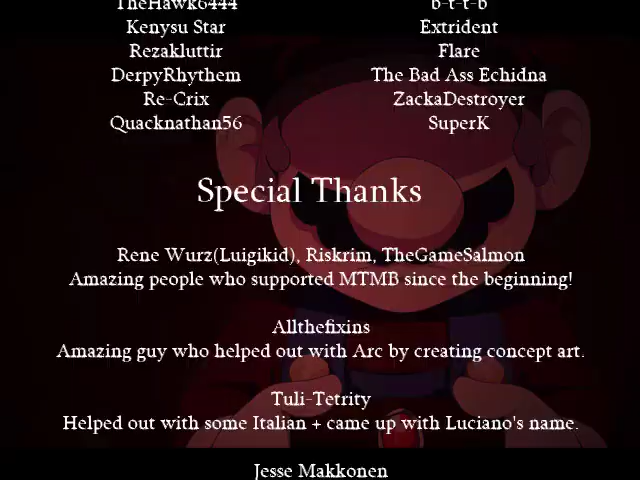 TheHawk6444 b-t-t-b
Kenysu Star Extrident
Rezakluttir Flare
DerpyRhythem The Bad Ass Echidna
Re-Crix ZackaDestroyer
Quacknathan56 SuperK
Special Thanks
Rene Wurz(Luigikid), Riskrim, TheGameSalmon
Amazing people who supported MTMB since the beginning!
Allthefixins
Amazing guy who helped out with Arc by creating concept art.
Tuli-Tetrity
Helped out with some Italian + came up with Luciano's name.
Jesse Makkonen